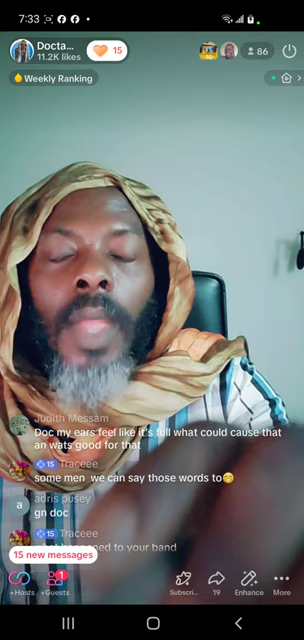 7:33
Docta...
11.2K likes
15
86
Weekly Ranking
Judith Messam
Doc my ears feel like it's full what could cause that
an wats good for that
15 Traceee
some men we can say those words to
a
adris pusey
gn doc
15 Traceee
need to your band
15 new messages
+Hosts
1
+Guests
Subscri...
19
Enhance
More